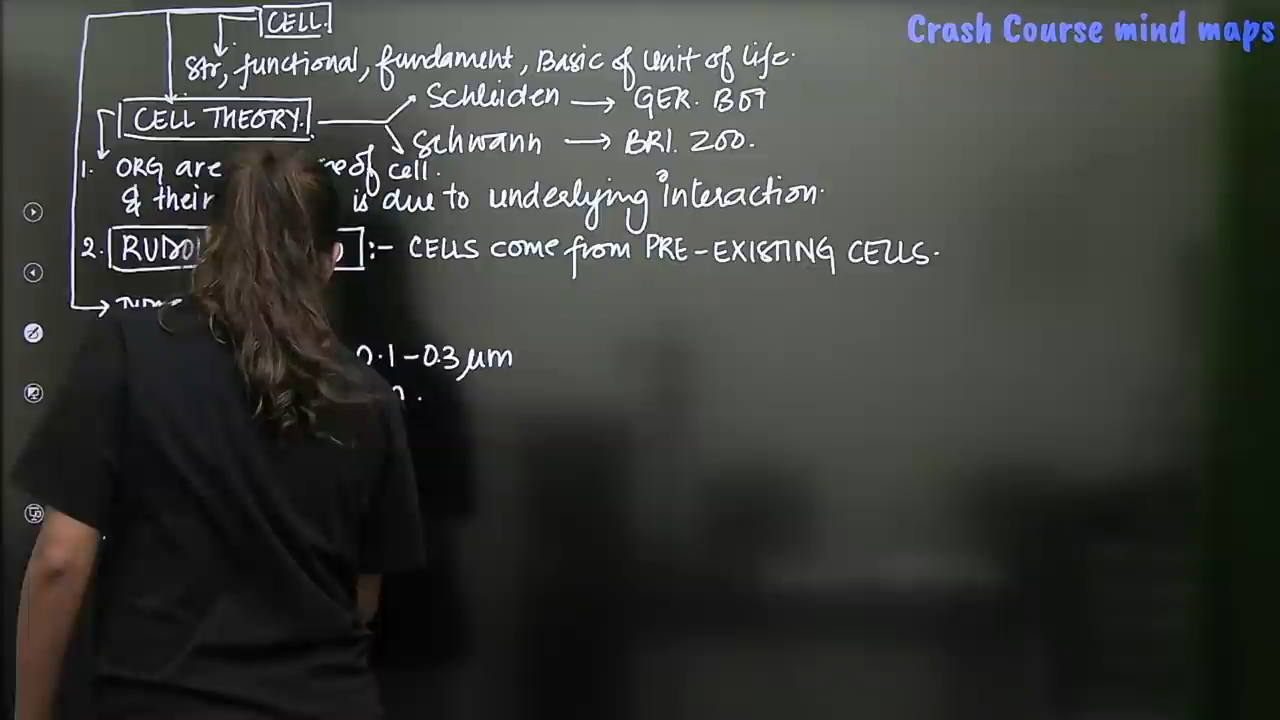 Crash Course mind maps
CELL.
Str, functional, fundament, Basic of Unit of life.
CELL THEORY.
Schleiden → GER. BOT
Schwann → BRI. ZOO.
1. ORG are of cell.
& their is due to underlying interaction.
2. :- CELLS come from PRE-EXISTING CELLS.
0.1-0.3 μm